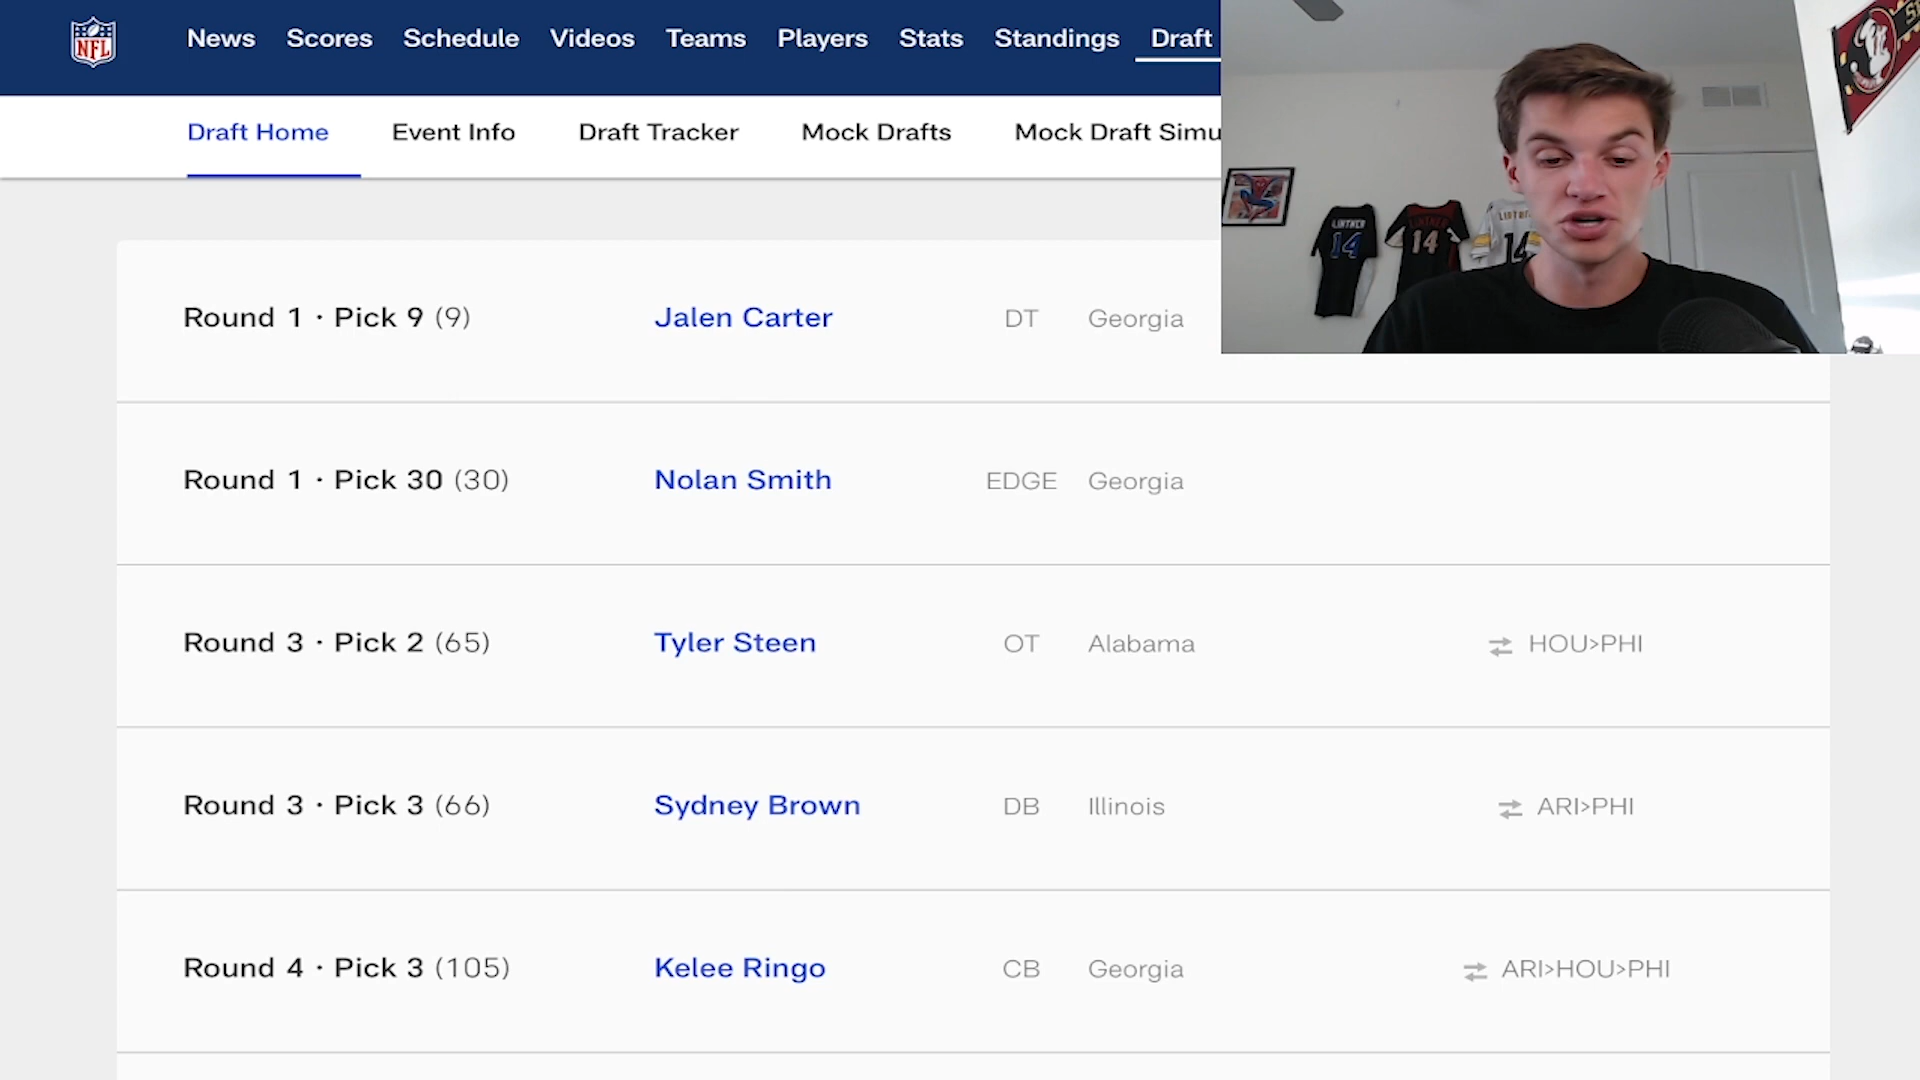 NFL
News Scores Schedule Videos Teams Players Stats Standings Draft
Draft Home Event Info Draft Tracker Mock Drafts Mock Draft Simu
LINTNER
14
14
14
Round 1 · Pick 9 (9) Jalen Carter DT Georgia
Round 1 · Pick 30 (30) Nolan Smith EDGE Georgia
Round 3 · Pick 2 (65) Tyler Steen OT Alabama HOU>PHI
Round 3 · Pick 3 (66) Sydney Brown DB Illinois ARI>PHI
Round 4 · Pick 3 (105) Kelee Ringo CB Georgia ARI>HOU>PHI